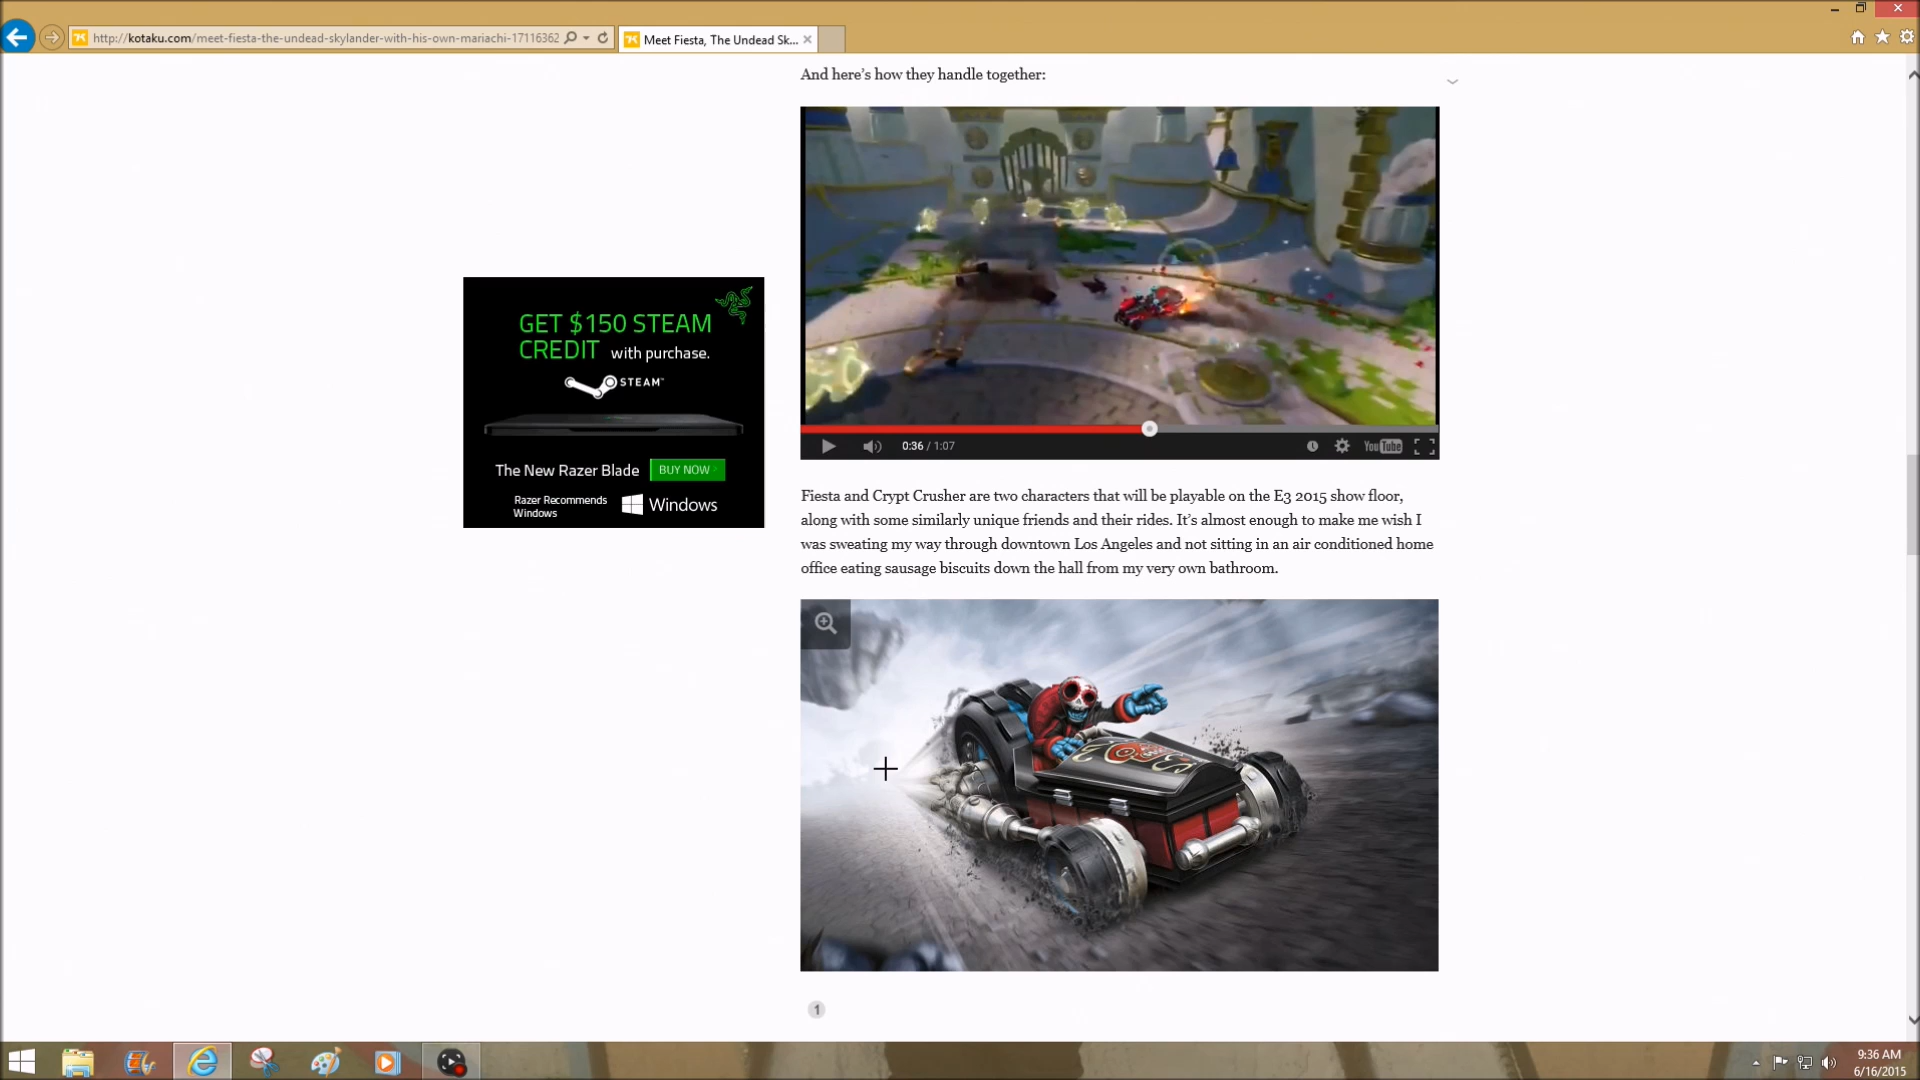 http://kotaku.com/meet-fiesta-the-undead-skylander-with-his-own-mariachi-17116362
Meet Fiesta, The Undead Sk...
And here's how they handle together:
GET $150 STEAM
CREDIT with purchase.
STEAM™
The New Razer Blade BUY NOW
Razer Recommends
Windows
Windows
0:36 / 1:07
YouTube
Fiesta and Crypt Crusher are two characters that will be playable on the E3 2015 show floor,
along with some similarly unique friends and their rides. It's almost enough to make me wish I
was sweating my way through downtown Los Angeles and not sitting in an air conditioned home
office eating sausage biscuits down the hall from my very own bathroom.
1
9:36 AM
6/16/2015